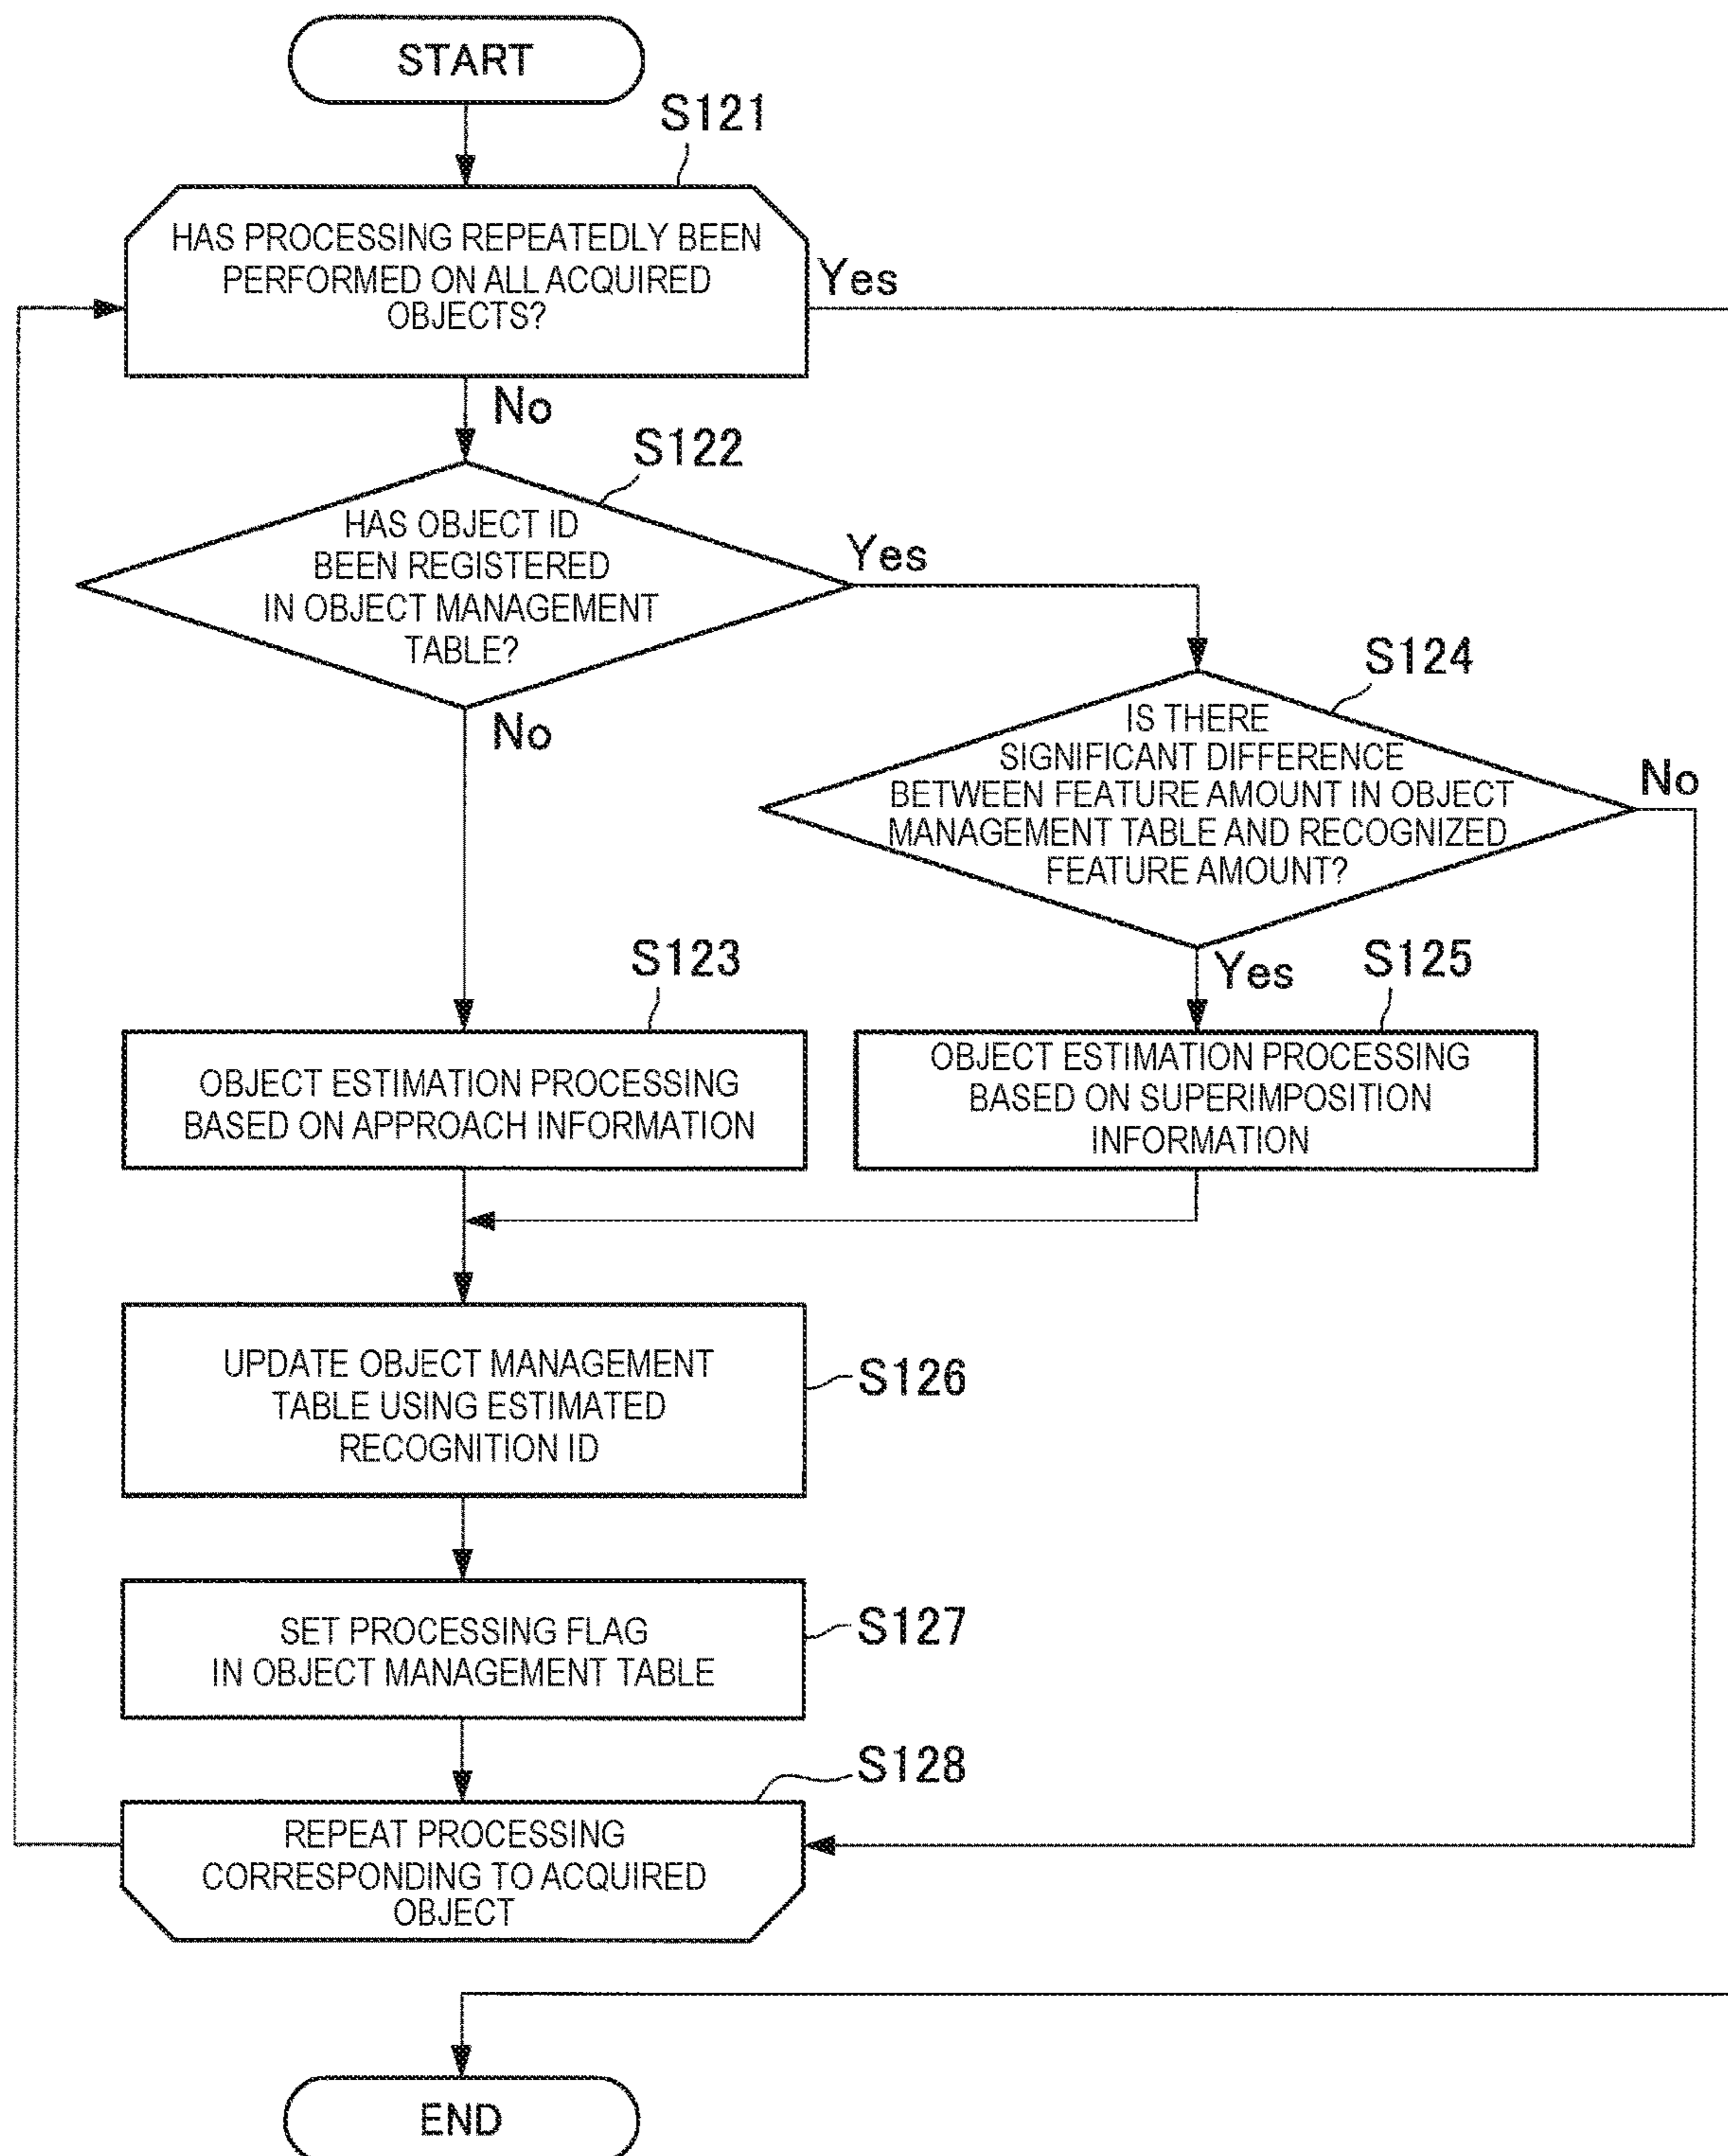 START
S121
HAS PROCESSING REPEATEDLY BEEN
PERFORMED ON ALL ACQUIRED
OBJECTS?
Yes
No
S122
HAS OBJECT ID
BEEN REGISTERED
IN OBJECT MANAGEMENT
TABLE?
Yes
No
S124
IS THERE
SIGNIFICANT DIFFERENCE
BETWEEN FEATURE AMOUNT IN OBJECT
MANAGEMENT TABLE AND RECOGNIZED
FEATURE AMOUNT?
No
Yes
S123
OBJECT ESTIMATION PROCESSING
BASED ON APPROACH INFORMATION
S125
OBJECT ESTIMATION PROCESSING
BASED ON SUPERIMPOSITION
INFORMATION
UPDATE OBJECT MANAGEMENT
TABLE USING ESTIMATED
RECOGNITION ID
S126
SET PROCESSING FLAG
IN OBJECT MANAGEMENT TABLE
S127
S128
REPEAT PROCESSING
CORRESPONDING TO ACQUIRED
OBJECT
END